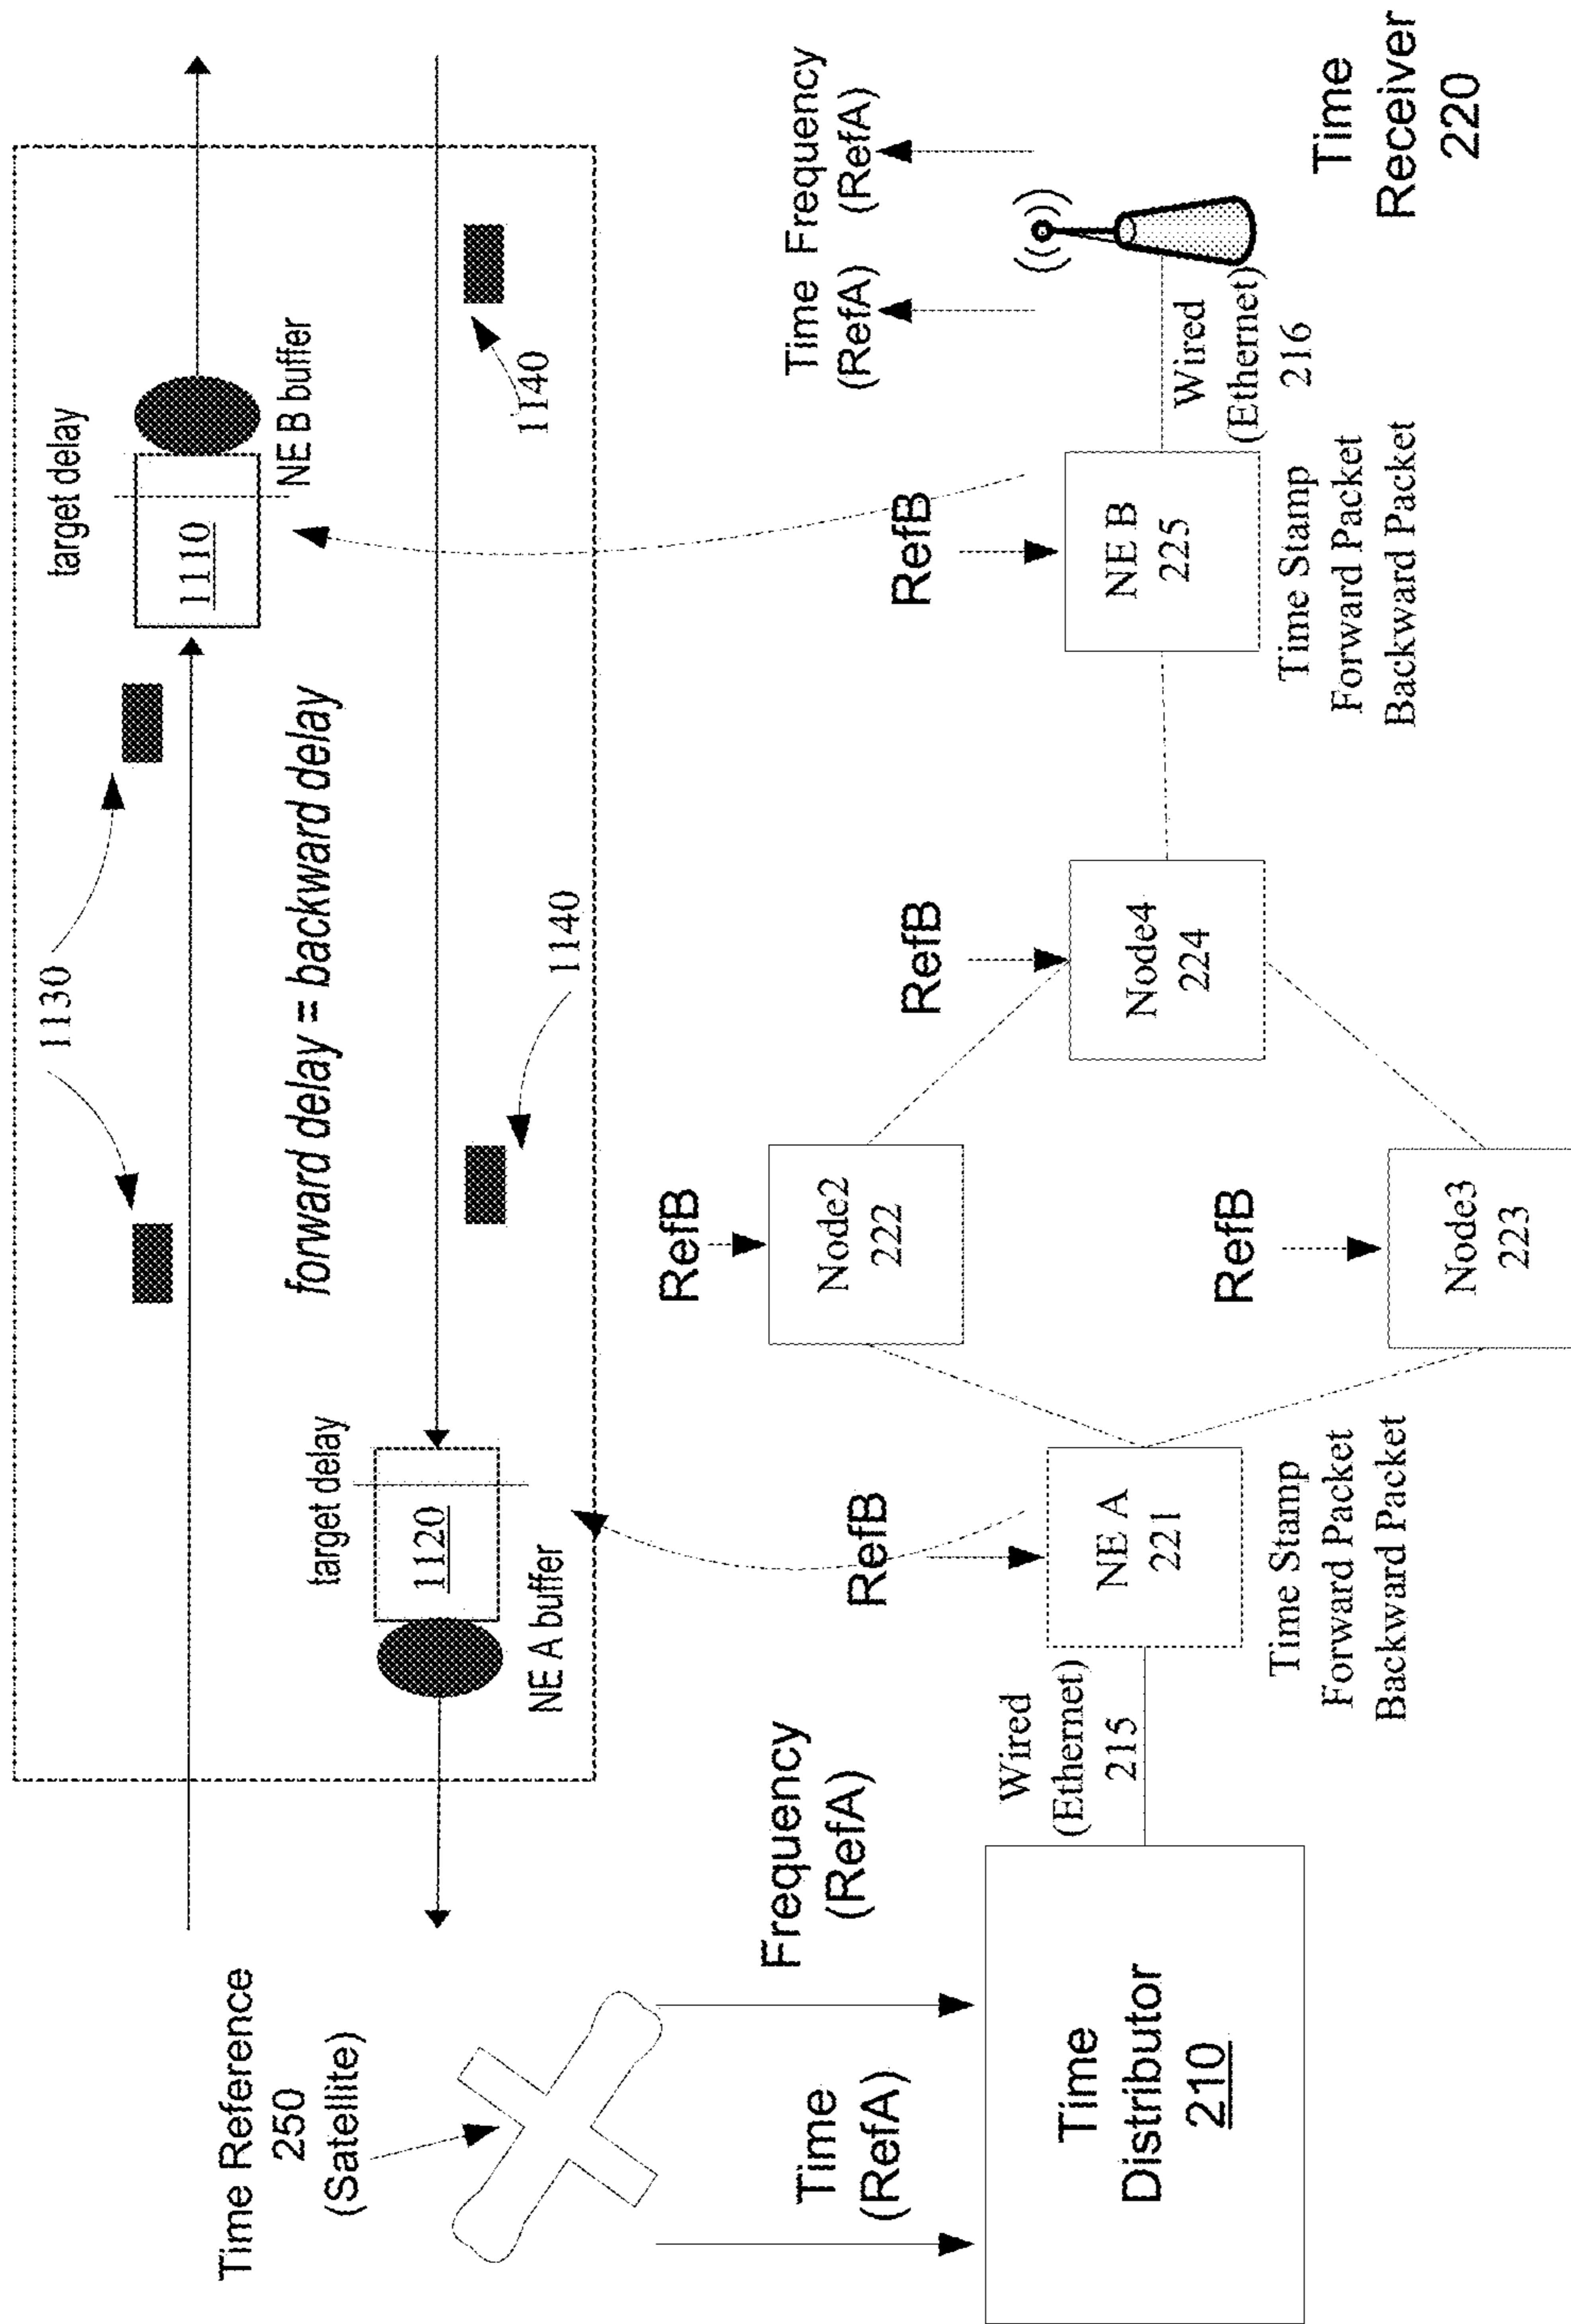 1130
target delay
1110
NE B buffer
forward delay = backward delay
target delay
1120
NE A buffer
1140
1140
Time Reference
250
(Satellite)
Time
(RefA)
Frequency
(RefA)
Time
Distributor
210
Wired
(Ethernet)
215
RefB
NE A
221
Time Stamp
Forward Packet
Backward Packet
RefB
Node2
222
RefB
Node3
223
RefB
Node4
224
RefB
NE B
225
Time Stamp
Forward Packet
Backward Packet
Wired
(Ethernet)
216
Time Frequency
(RefA) (RefA)
Time
Receiver
220